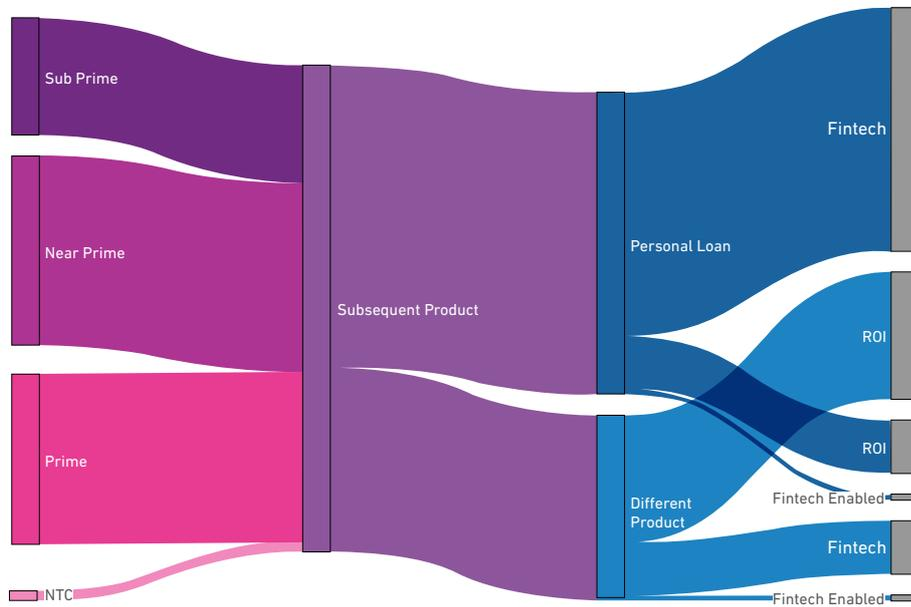 Sub Prime
Near Prime
Prime
NTC
Subsequent Product
Personal Loan
Different
Product
Fintech
ROI
ROI
Fintech Enabled
Fintech
Fintech Enabled